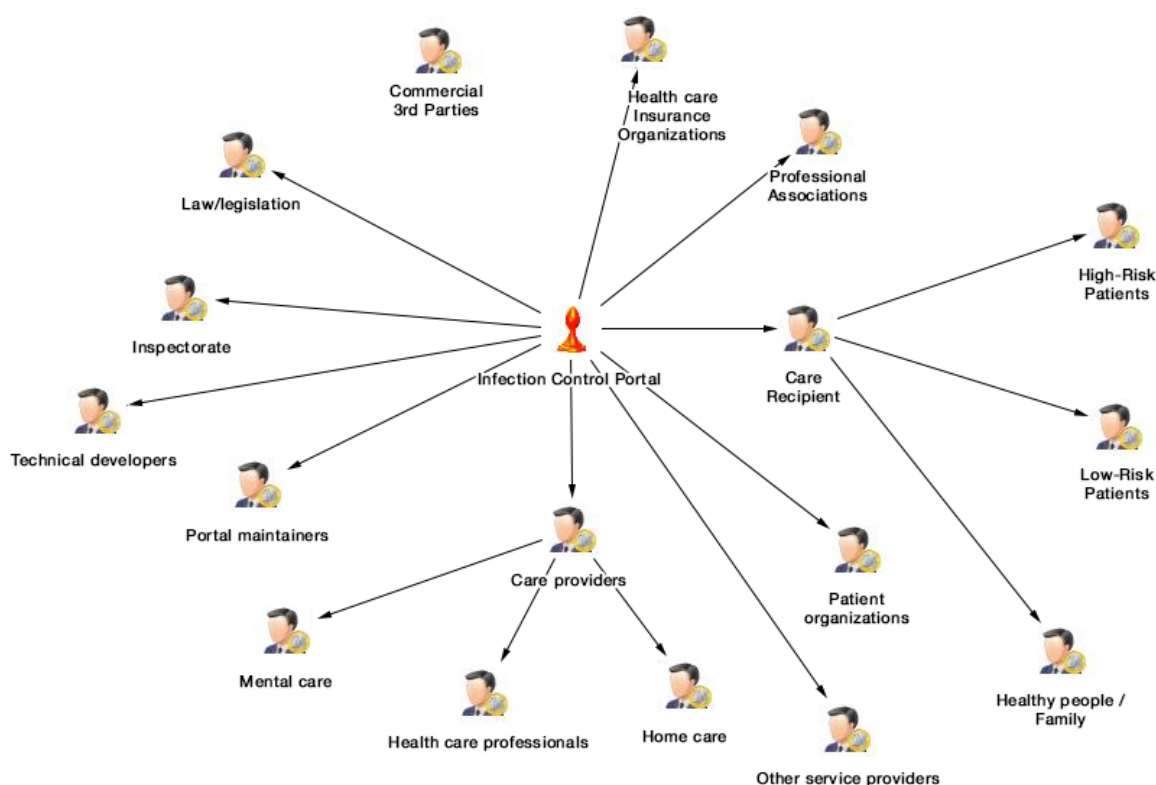 Commercial
3rd Parties
Health care
Insurance
Organizations
Professional
Associations
Law/legislation
High-Risk
Patients
Inspectorate
Infection Control Portal
Care
Recipient
Technical developers
Low-Risk
Patients
Portal maintainers
Care providers
Patient
organizations
Mental care
Health care professionals
Home care
Healthy people /
Family
Other service providers